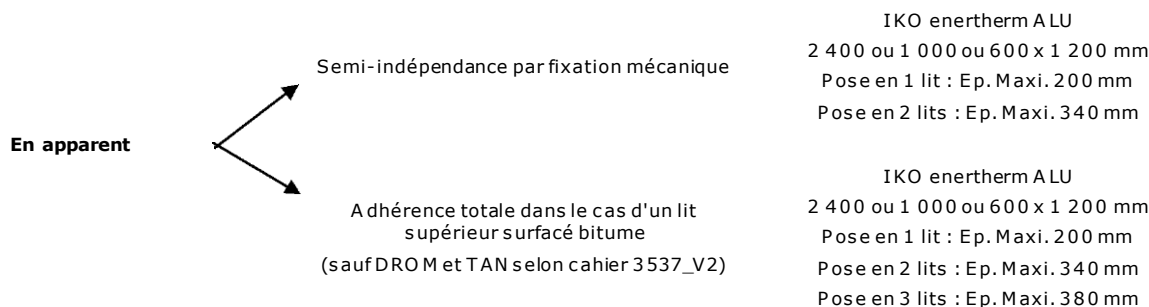 En apparent
Semi-indépendance par fixation mécanique
IKO enertherm ALU
2 400 ou 1 000 ou 600 x 1 200 mm
Pose en 1 lit : Ep. Maxi. 200 mm
Pose en 2 lits : Ep. Maxi. 340 mm
Adhérence totale dans le cas d'un lit
supérieur surfacé bitume
(sauf DROM et TAN selon cahier 3537_V2)
IKO enertherm ALU
2 400 ou 1 000 ou 600 x 1 200 mm
Pose en 1 lit : Ep. Maxi. 200 mm
Pose en 2 lits : Ep. Maxi. 340 mm
Pose en 3 lits : Ep. Maxi. 380 mm